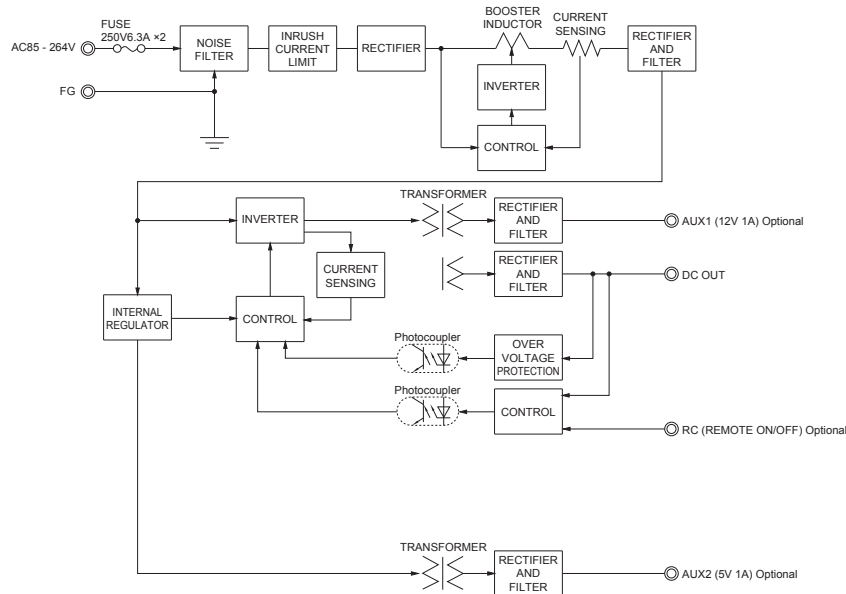 FUSE
250V6.3A ×2
AC85 - 264V
NOISE
FILTER
INRUSH
CURRENT
LIMIT
RECTIFIER
BOOSTER
INDUCTOR
CURRENT
SENSING
RECTIFIER
AND
FILTER
FG
INVERTER
CONTROL
TRANSFORMER
INVERTER
RECTIFIER
AND
FILTER
AUX1 (12V 1A) Optional
CURRENT
SENSING
RECTIFIER
AND
FILTER
DC OUT
INTERNAL
REGULATOR
CONTROL
Photocoupler
OVER
VOLTAGE
PROTECTION
Photocoupler
CONTROL
RC (REMOTE ON/OFF) Optional
TRANSFORMER
RECTIFIER
AND
FILTER
AUX2 (5V 1A) Optional